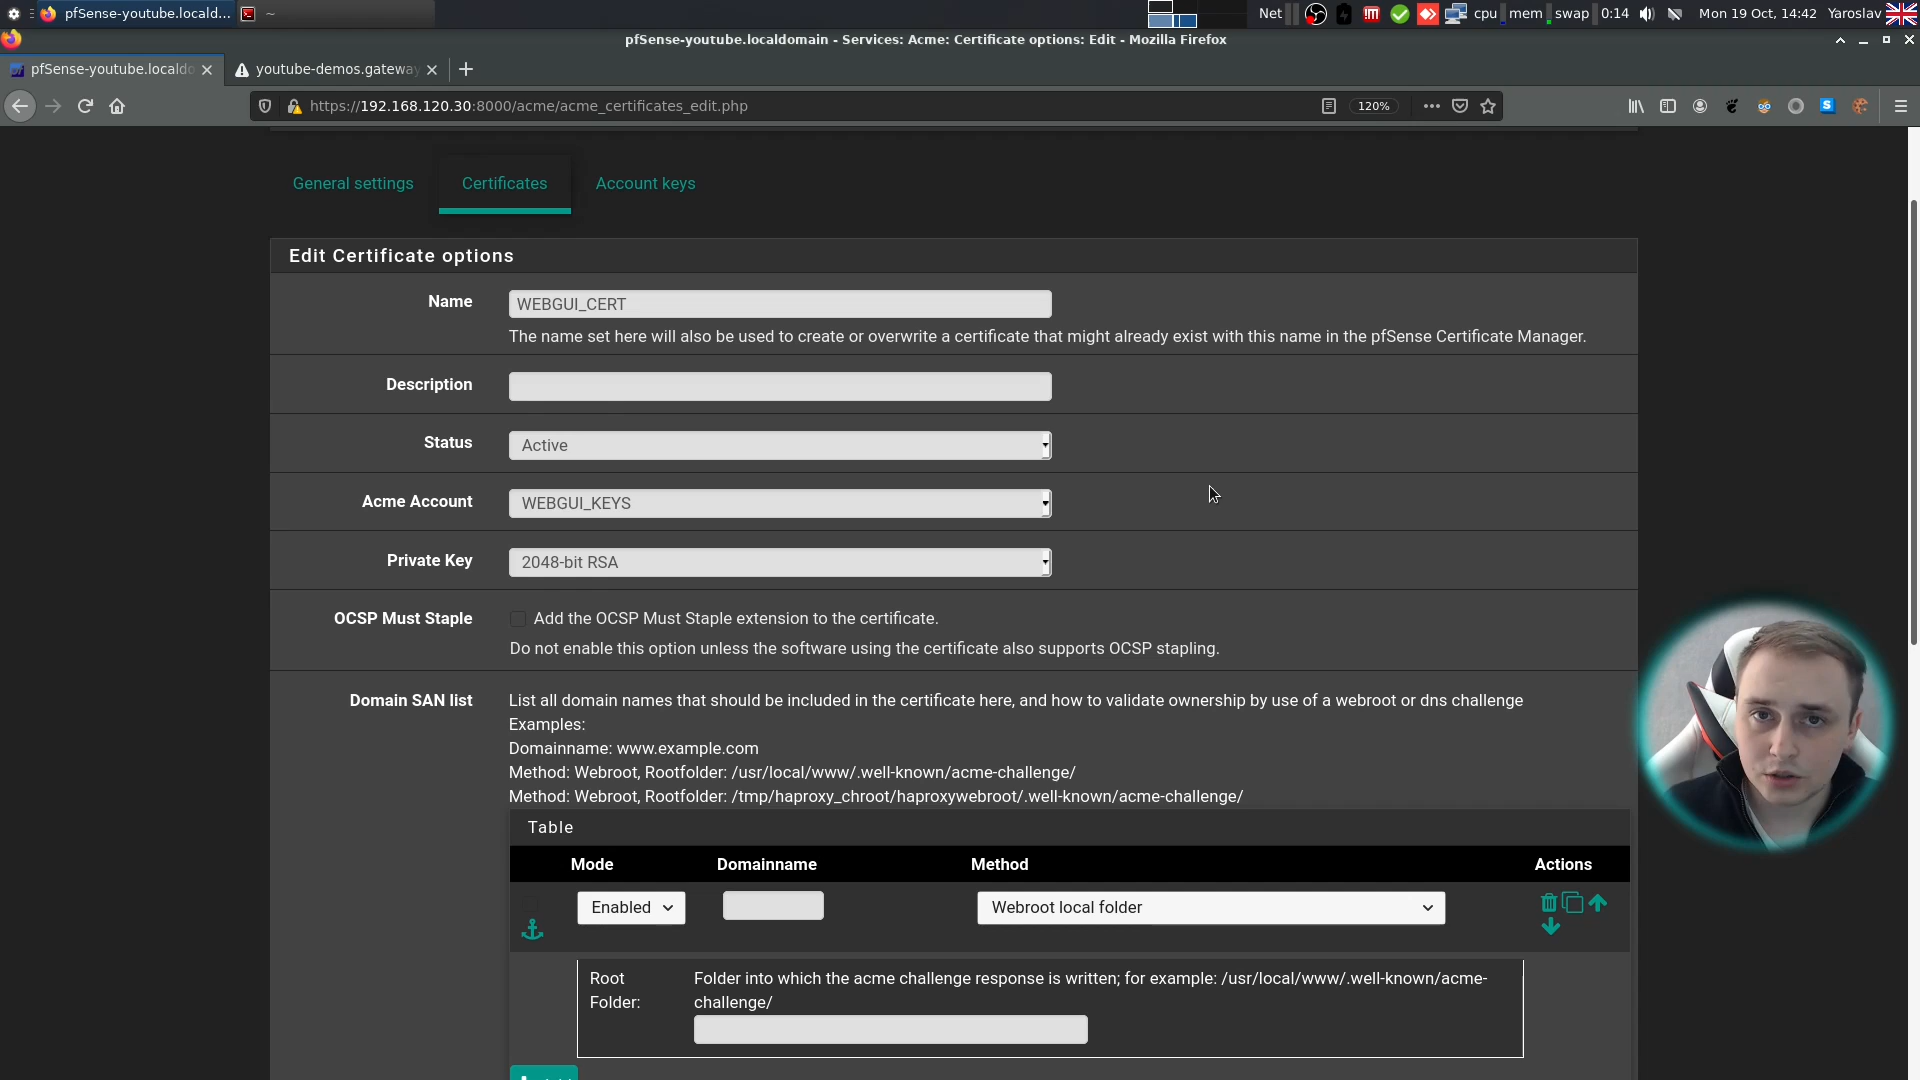 pfSense-youtube.locald...
~
Net
cpu
mem
swap
0:14
Mon 19 Oct, 14:42
Yaroslav
pfSense-youtube.localdomain - Services: Acme: Certificate options: Edit - Mozilla Firefox
pfSense-youtube.localdo
youtube-demos.gateway
https://192.168.120.30:8000/acme/acme_certificates_edit.php
120%
General settings
Certificates
Account keys
Edit Certificate options
Name
WEBGUI_CERT
The name set here will also be used to create or overwrite a certificate that might already exist with this name in the pfSense Certificate Manager.
Description
Status
Active
Acme Account
WEBGUI_KEYS
Private Key
2048-bit RSA
OCSP Must Staple
Add the OCSP Must Staple extension to the certificate.
Do not enable this option unless the software using the certificate also supports OCSP stapling.
Domain SAN list
List all domain names that should be included in the certificate here, and how to validate ownership by use of a webroot or dns challenge
Examples:
Domainname: www.example.com
Method: Webroot, Rootfolder: /usr/local/www/.well-known/acme-challenge/
Method: Webroot, Rootfolder: /tmp/haproxy_chroot/haproxywebroot/.well-known/acme-challenge/
Table
Mode
Domainname
Method
Actions
Enabled
Webroot local folder
Root
Folder:
Folder into which the acme challenge response is written; for example: /usr/local/www/.well-known/acme-
challenge/